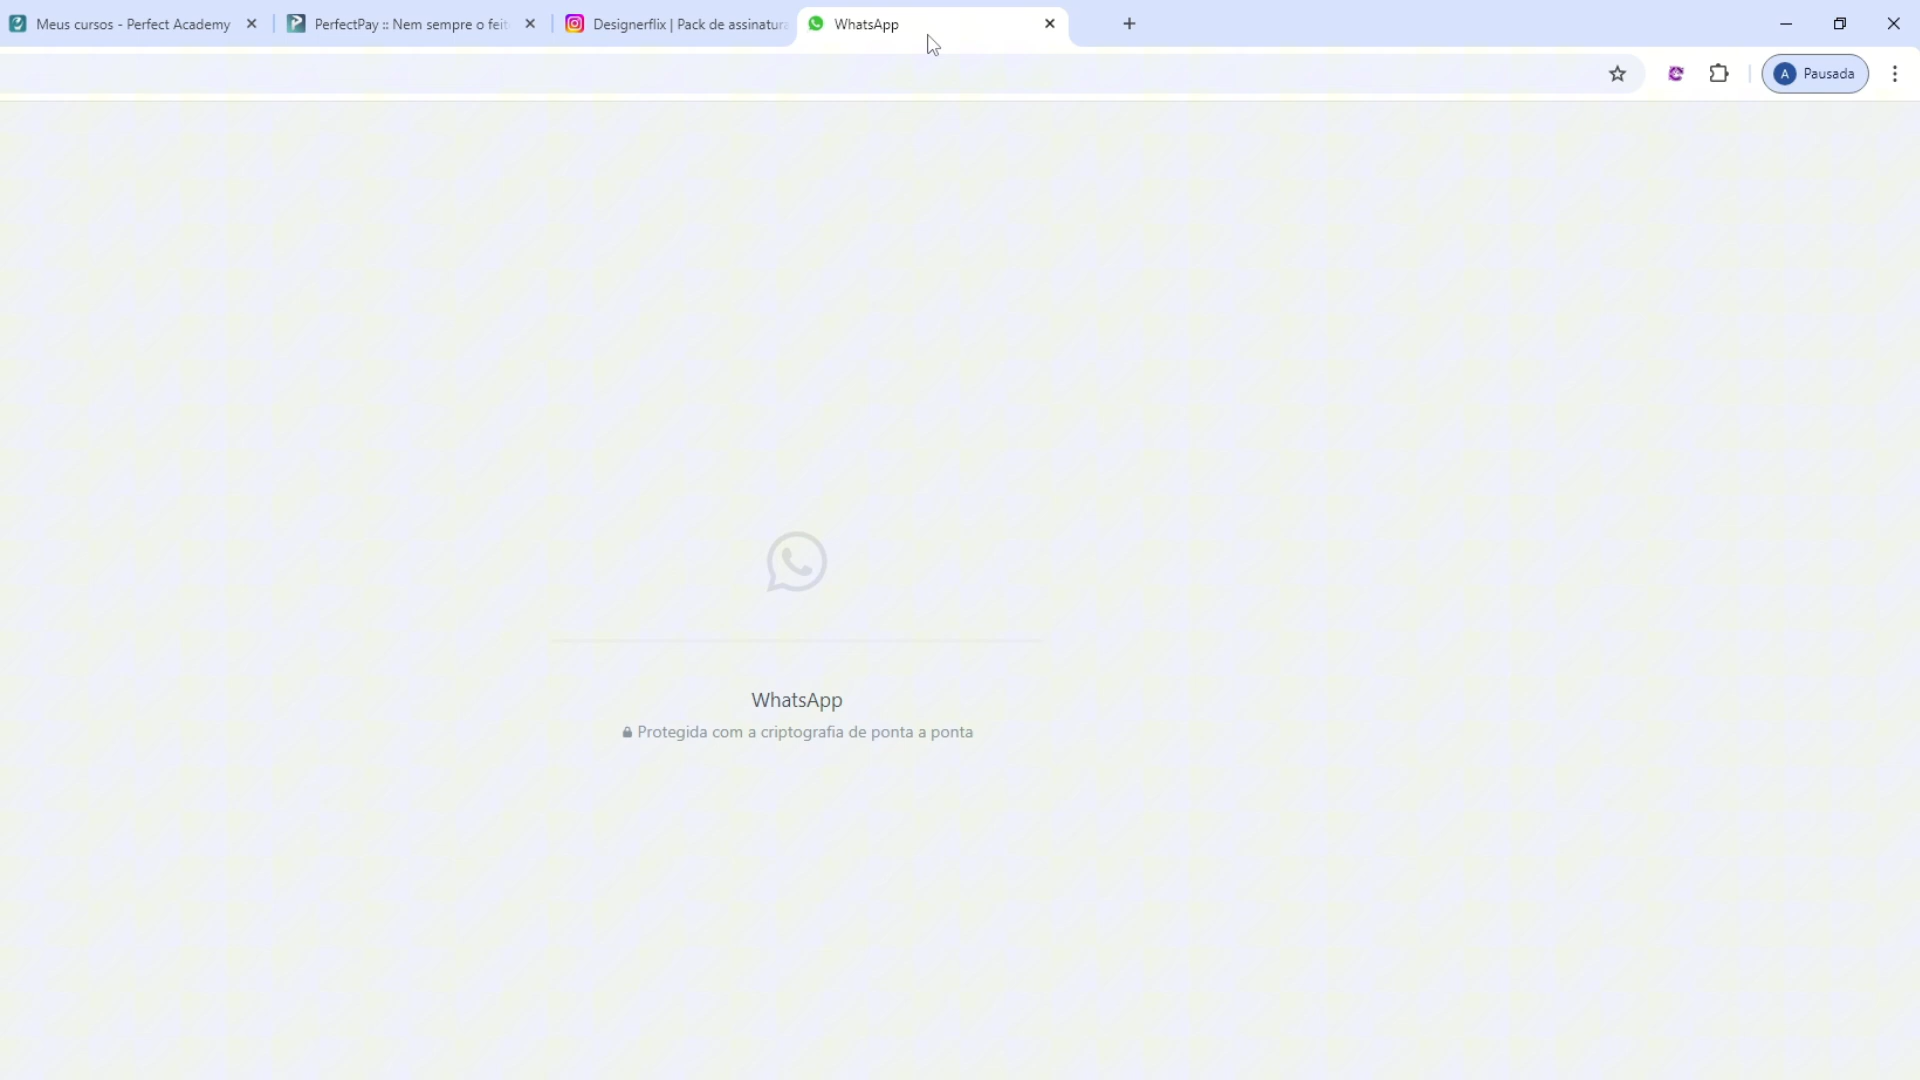 Meus cursos - Perfect Academy
PerfectPay :: Nem sempre o feit
Designerflix | Pack de assinatura
WhatsApp
A Pausada
WhatsApp
Protegida com a criptografia de ponta a ponta